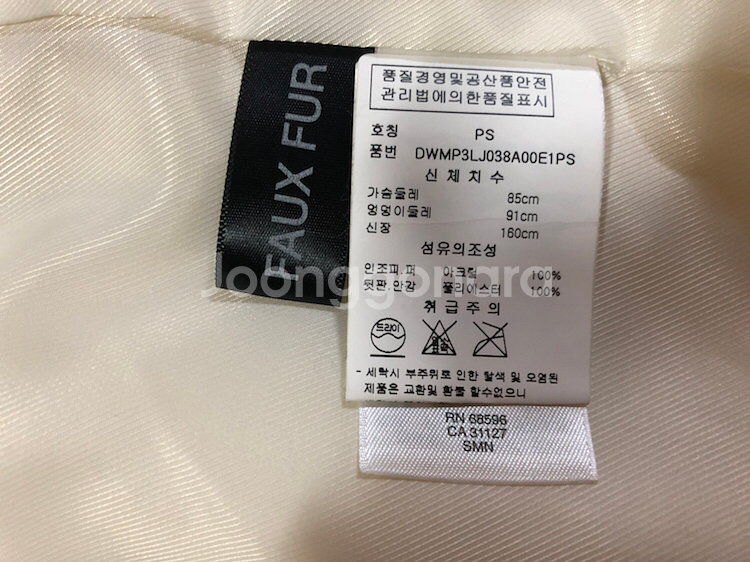 FAUX FUR
품질경영및공산품안전
관리법에의한품질표시
호칭 PS
품번 DWMP3LJ038A00E1PS
신체치수
가슴둘레 85cm
엉덩이둘레 91cm
신장 160cm
섬유의조성
인조피.퍼 아크릴 100%
뒷판.안감 폴리에스터 100%
취급주의
드라이
- 세탁시 부주위로 인한 탈색 및 오염된
제품은 교환및 환불 할수없으니
RN 68596
CA 31127
SMN
Joonggonara